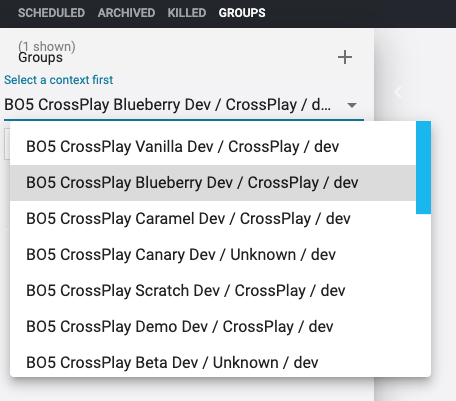 SCHEDULED ARCHIVED KILLED GROUPS
(1 shown)
Groups
Select a context first
BO5 CrossPlay Blueberry Dev / CrossPlay / d...
BO5 CrossPlay Vanilla Dev / CrossPlay / dev
BO5 CrossPlay Blueberry Dev / CrossPlay / dev
BO5 CrossPlay Caramel Dev / CrossPlay / dev
BO5 CrossPlay Canary Dev / Unknown / dev
BO5 CrossPlay Scratch Dev / CrossPlay / dev
BO5 CrossPlay Demo Dev / CrossPlay / dev
BO5 CrossPlay Beta Dev / Unknown / dev